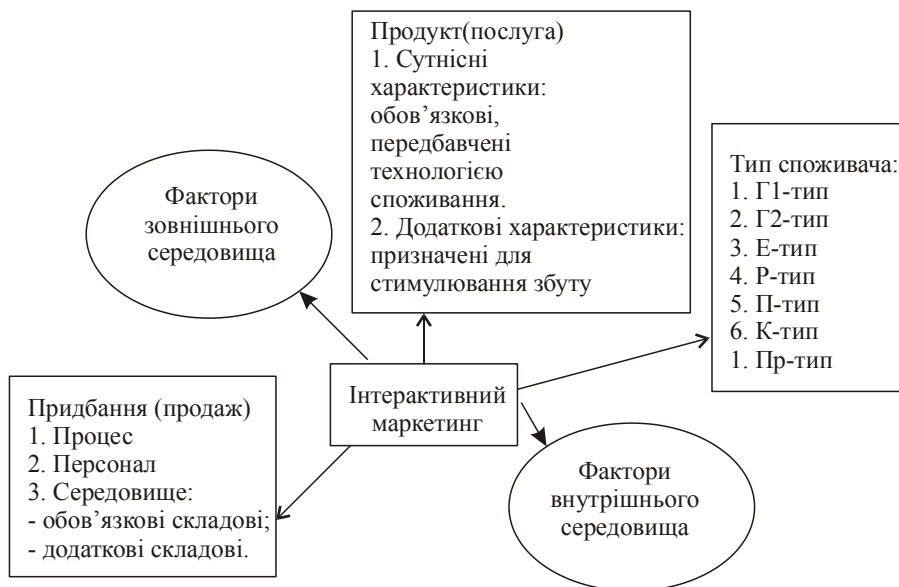 Продукт(послуга)
1. Сутнісні
характеристики:
обов’язкові,
передбавчені
технологією
споживання.
2. Додаткові характеристики:
призначені для
стимулювання збуту
Фактори
зовнішнього
середовища
Тип споживача:
1. Г1-тип
2. Г2-тип
3. Е-тип
4. Р-тип
5. П-тип
6. К-тип
1. Пр-тип
Інтерактивний
маркетинг
Придбання (продаж)
1. Процес
2. Персонал
3. Середовище:
- обов’язкові складові;
- додаткові складові.
Фактори
внутрішнього
середовища